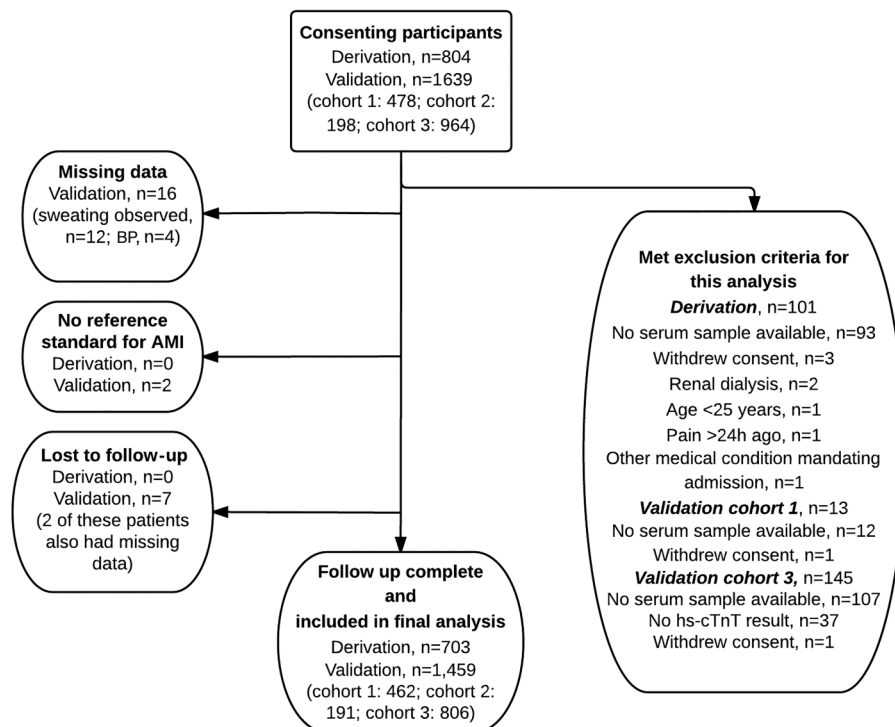 Consenting participants
Derivation, n=804
Validation, n=1639
(cohort 1: 478; cohort 2:
198; cohort 3: 964)
Missing data
Validation, n=16
(sweating observed,
n=12; BP, n=4)
No reference
standard for AMI
Derivation, n=0
Validation, n=2
Lost to follow-up
Derivation, n=0
Validation, n=7
(2 of these patients
also had missing
data)
Met exclusion criteria for
this analysis
Derivation, n=101
No serum sample available, n=93
Withdrew consent, n=3
Renal dialysis, n=2
Age <25 years, n=1
Pain >24h ago, n=1
Other medical condition mandating
admission, n=1
Validation cohort 1, n=13
No serum sample available, n=12
Withdrew consent, n=1
Validation cohort 3, n=145
No serum sample available, n=107
No hs-cTnT result, n=37
Withdrew consent, n=1
Follow up complete
and
included in final analysis
Derivation, n=703
Validation, n=1,459
(cohort 1: 462; cohort 2:
191; cohort 3: 806)